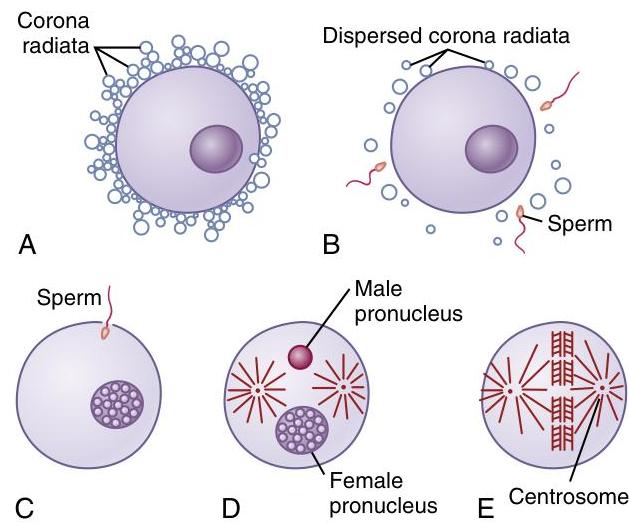 Corona
radiata
A
Dispersed corona radiata
Sperm
B
Sperm
C
Male
pronucleus
Female
pronucleus
D
Centrosome
E